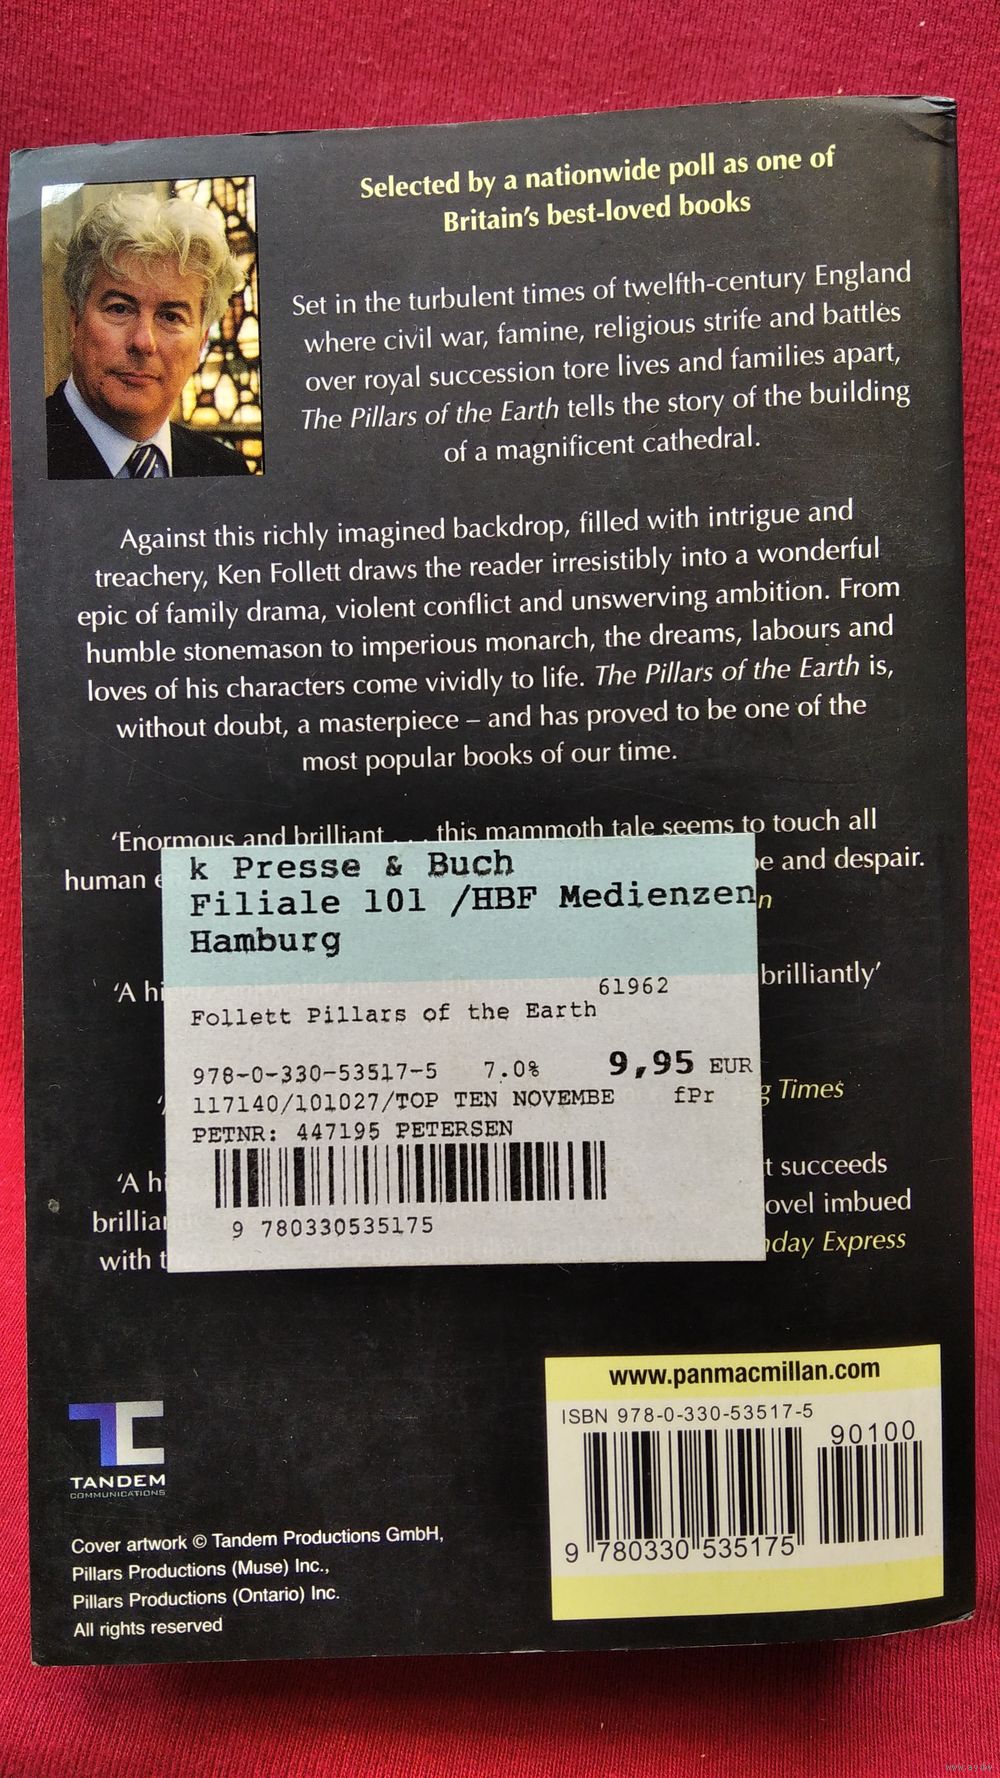 Selected by a nationwide poll as one of
Britain's best-loved books
Set in the turbulent times of twelfth-century England
where civil war, famine, religious strife and battles
over royal succession tore lives and families apart,
The Pillars of the Earth tells the story of the building
of a magnificent cathedral.
Against this richly imagined backdrop, filled with intrigue and
treachery, Ken Follett draws the reader irresistibly into a wonderful
epic of family drama, violent conflict and unswerving ambition. From
humble stonemason to imperious monarch, the dreams, labours and
loves of his characters come vividly to life. The Pillars of the Earth is,
without doubt, a masterpiece – and has proved to be one of the
most popular books of our time.
'Enormous and brilliant . . . this mammoth tale seems to touch all
human and despair.
k Presse & Buch
Filiale 101 /HBF Medienzen
Hamburg
'A brilliantly'
61962
Follett Pillars of the Earth
978-0-330-53517-5 7.0% 9,95 EUR
117140/101027/TOP TEN NOVEMBE fPr
PETNR: 447195 PETERSEN
9 780330535175
Times
'A succeeds
imbued
with Express
TC
TANDEM
COMMUNICATIONS
Cover artwork © Tandem Productions GmbH,
Pillars Productions (Muse) Inc.,
Pillars Productions (Ontario) Inc.
All rights reserved
www.panmacmillan.com
ISBN 978-0-330-53517-5
90100
9 780330 535175